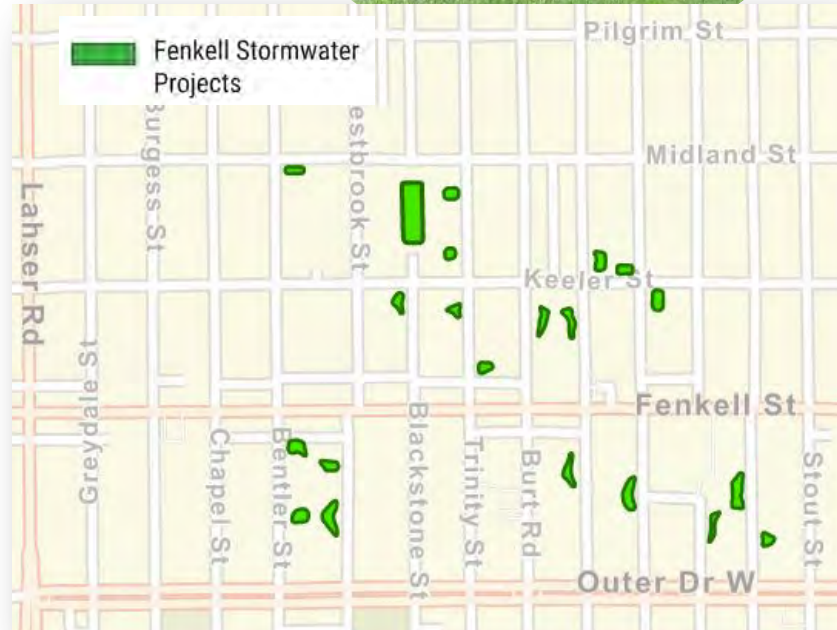 Fenkell Stormwater
Projects
Pilgrim St
Midland St
Burgess St
estbrook St
Lahser Rd
Keeler St
Greydale St
Fenkell St
Chapel St
Bentler St
Blackstone St
Trinity St
Burt Rd
Stout St
Outer Dr W